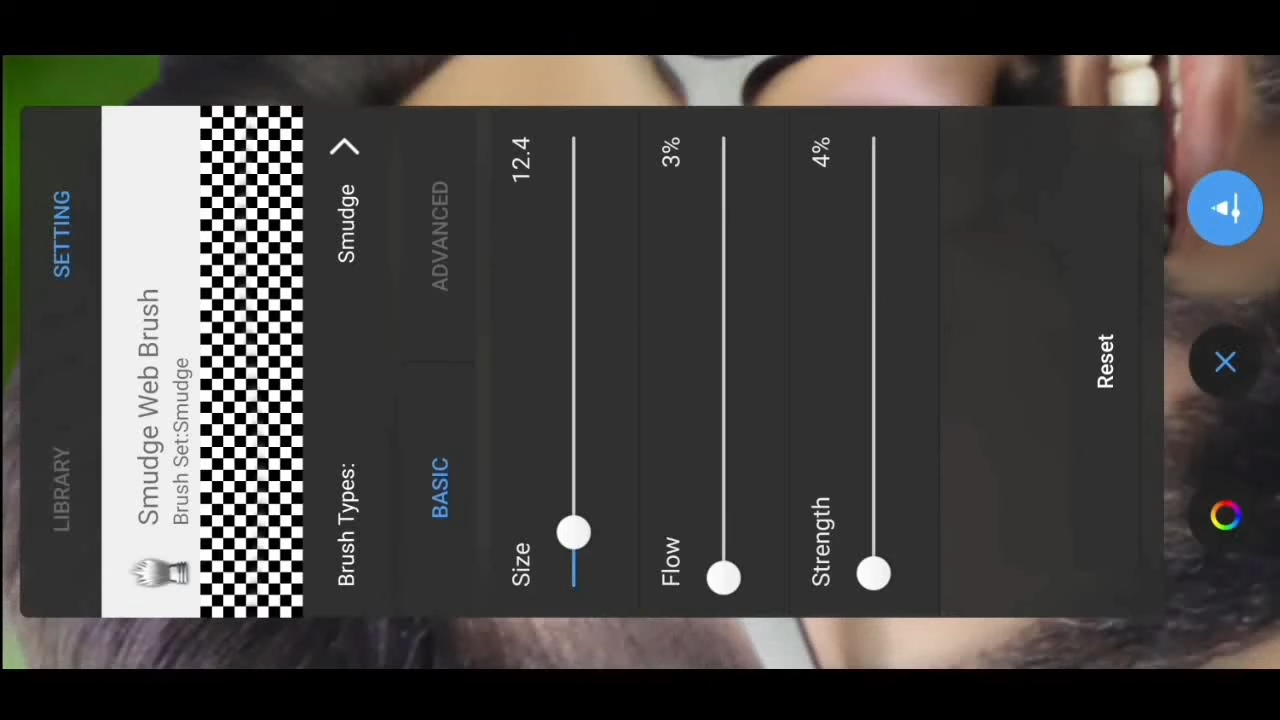 LIBRARY SETTING
Smudge Web Brush
Brush Set:Smudge
Brush Types: Smudge
BASIC ADVANCED
Size 12.4
Flow 3%
Strength 4%
Reset